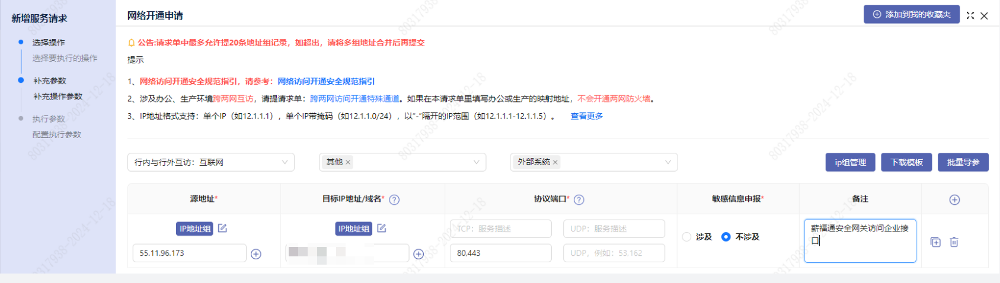 新增服务请求
选择操作
选择要执行的操作
补充参数
补充操作参数
执行参数
配置执行参数
网络开通申请
添加到我的收藏夹
公告:请求单中最多允许提20条地址组记录，如超出，请将多组地址合并后再提交
提示
1、网络访问开通安全规范指引，请参考：网络访问开通安全规范指引
2、涉及办公、生产环境跨两网互访，请提请求单：跨两网访问开通特殊通道。如果在本请求单里填写办公或生产的映射地址，不会开通两网防火墙。
3、IP地址格式支持：单个IP（如12.1.1.1），单个IP带掩码（如12.1.1.0/24），以“-”隔开的IP范围（如12.1.1.1-12.1.1.5）。 查看更多
行内与行外互访：互联网 其他 × 外部系统 × ip组管理 下载模板 批量导参
源地址* 目标IP地址/域名* 协议端口* 敏感信息申报* 备注
IP地址组 IP地址组 TCP：服务描述 UDP：服务描述 涉及 不涉及 薪福通安全网关访问企业接
口
55.11.96.173 80,443 UDP，例如：53,162
80317938-2024-12-18